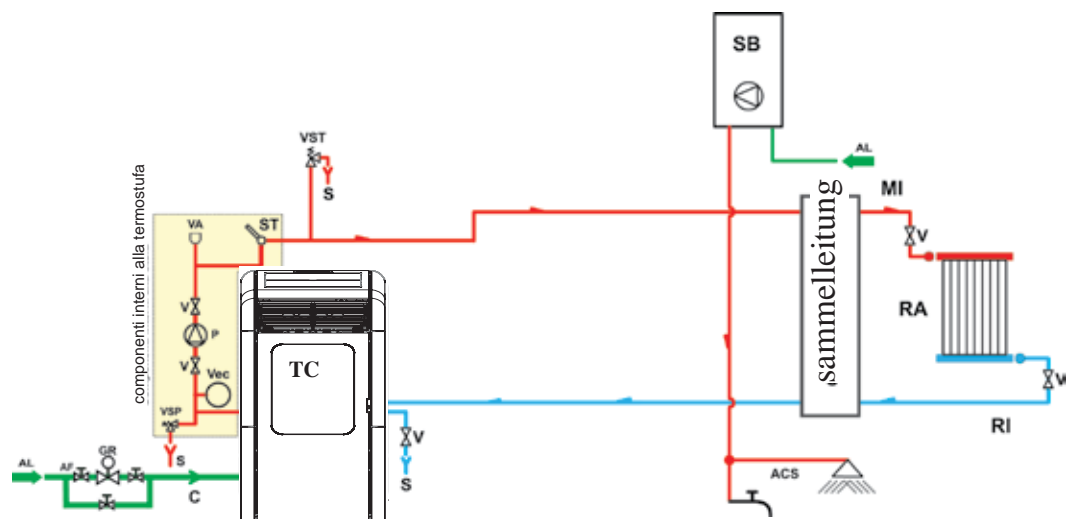 SB
AL
VST
S
MI
V
componenti interni alla termostufa
VA
ST
sammelleitung
RA
V
P
V
TC
Vec
V
VSP
V
RI
S
GR
AL
AF
C
S
ACS